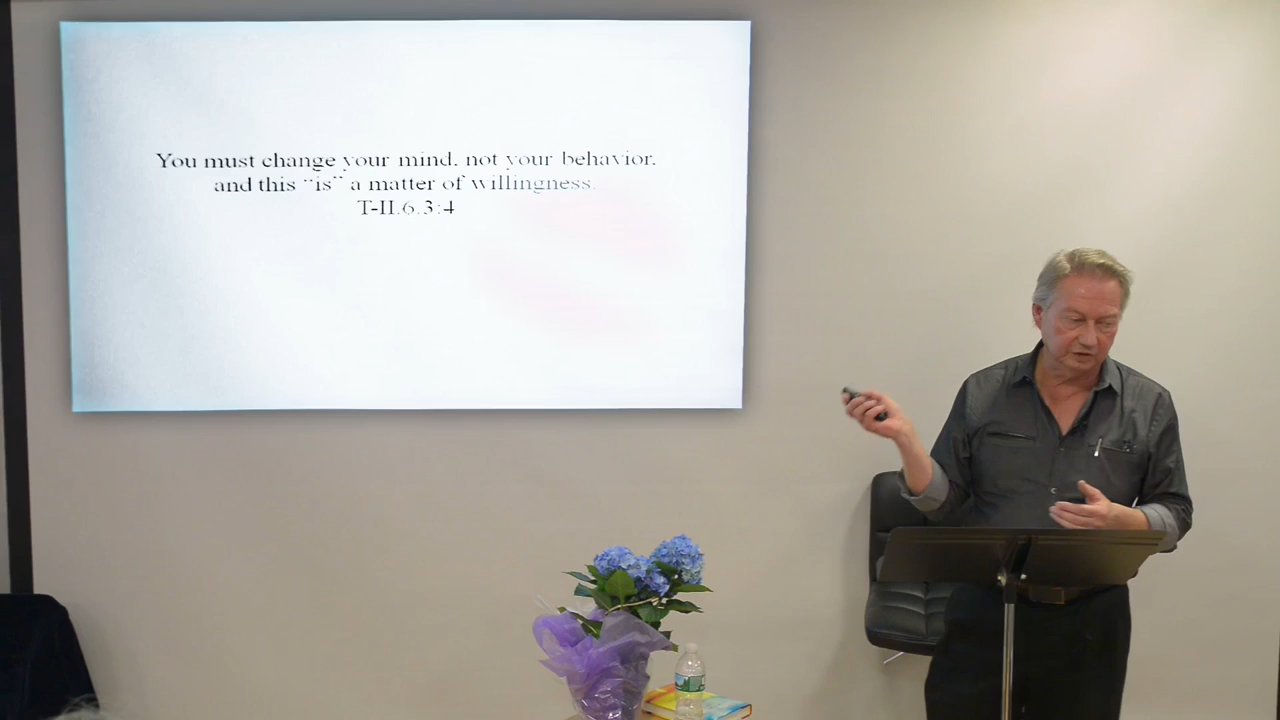 You must change your mind, not your behavior,
and this “is” a matter of willingness.
T-II.6.3:4